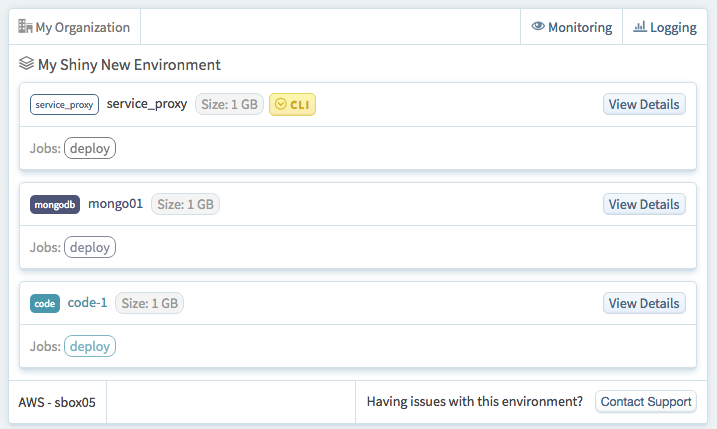 My Organization Monitoring Logging
My Shiny New Environment
service_proxy service_proxy Size: 1 GB CLI View Details
Jobs: deploy
mongodb mongo01 Size: 1 GB View Details
Jobs: deploy
code code-1 Size: 1 GB View Details
Jobs: deploy
AWS - sbox05 Having issues with this environment? Contact Support